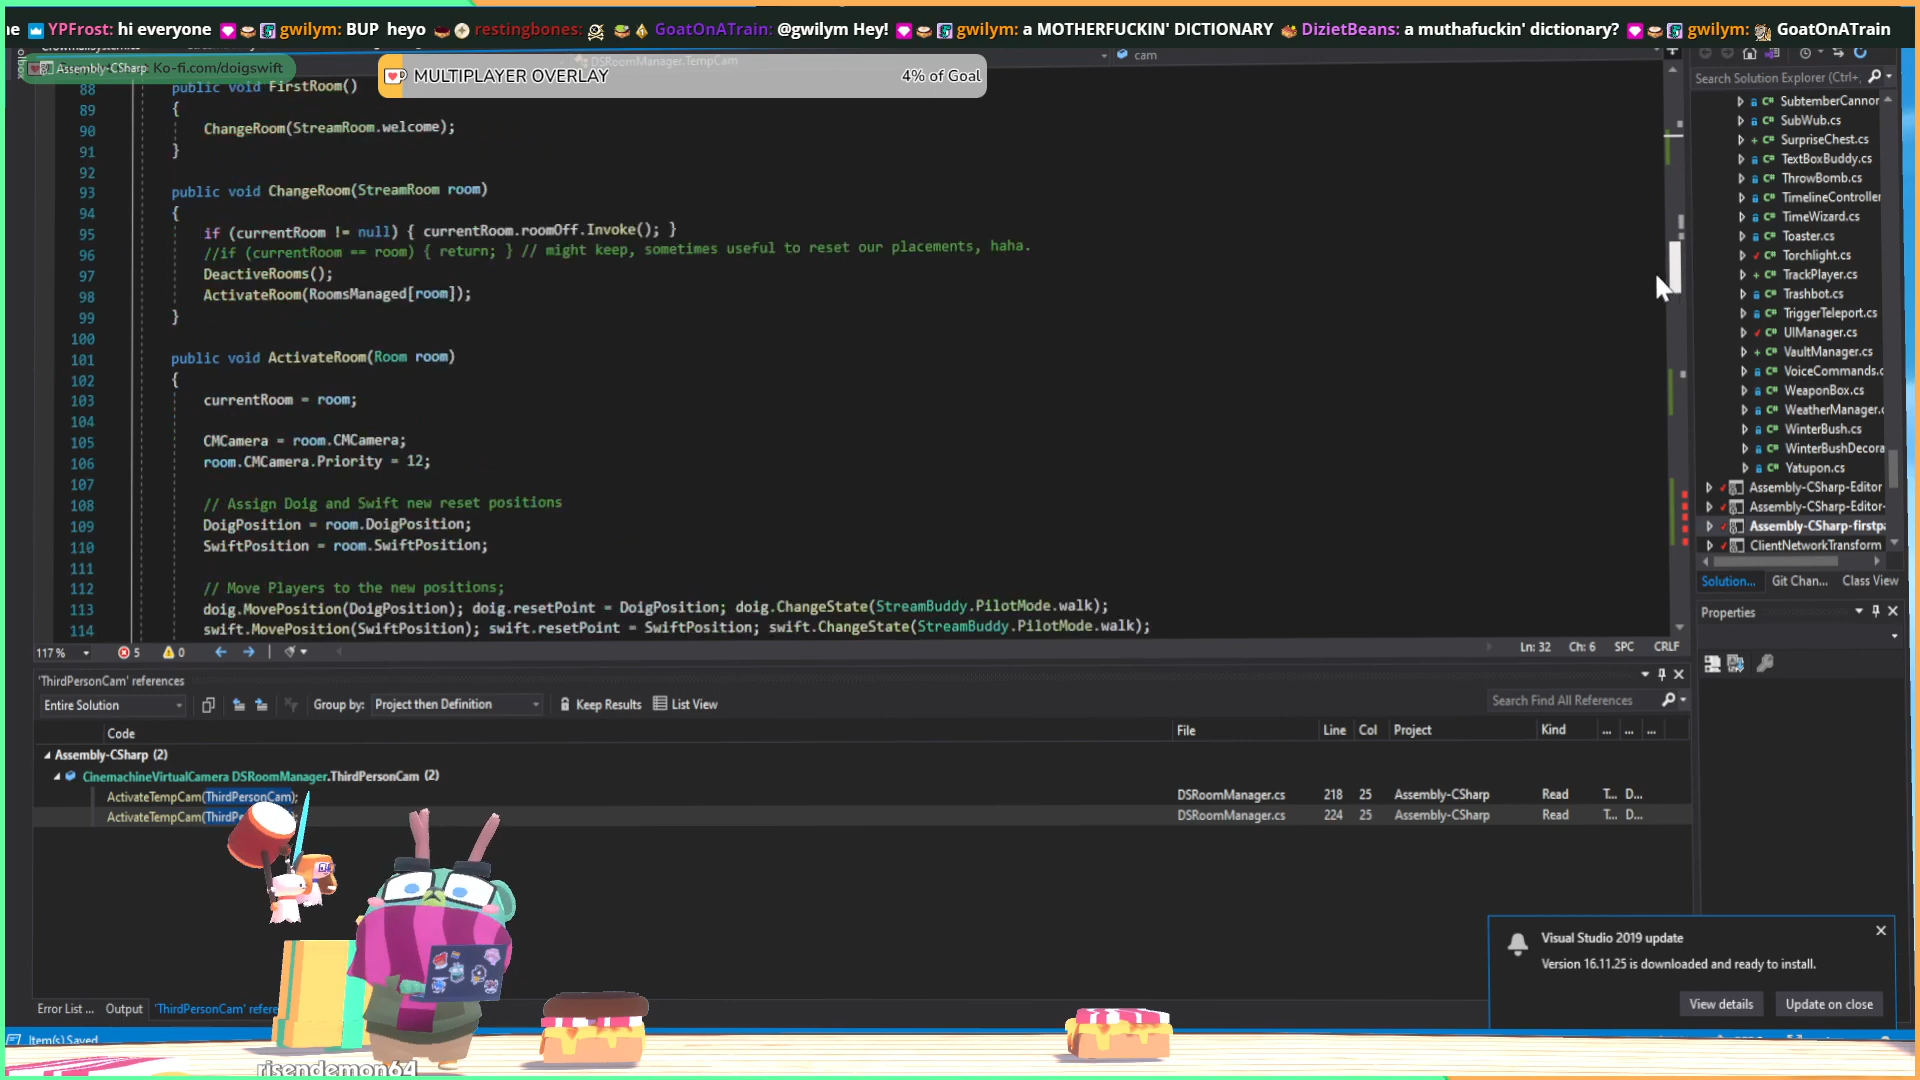 ne YPFrost: hi everyone gwilym: BUP heyo restingbones: GoatOnATrain: @gwilym Hey! gwilym: a MOTHERFUCKIN' DICTIONARY DizietBeans: a muthafuckin' dictionary? gwilym: GoatOnATrain
Assembly-CSharp Ko-fi.com/doigswift
MULTIPLAYER OVERLAY 4% of Goal
DSRoomManager.TempCam cam
Search Solution Explorer (Ctrl+;
88 public void FirstRoom()
89 {
90 ChangeRoom(StreamRoom.welcome);
91 }
92
93 public void ChangeRoom(StreamRoom room)
94 {
95 if (currentRoom != null) { currentRoom.roomOff.Invoke(); }
96 //if (currentRoom == room) { return; } // might keep, sometimes useful to reset our placements, haha.
97 DeactiveRooms();
98 ActivateRoom(RoomsManaged[room]);
99 }
100
101 public void ActivateRoom(Room room)
102 {
103 currentRoom = room;
104
105 CMCamera = room.CMCamera;
106 room.CMCamera.Priority = 12;
107
108 // Assign Doig and Swift new reset positions
109 DoigPosition = room.DoigPosition;
110 SwiftPosition = room.SwiftPosition;
111
112 // Move Players to the new positions;
113 doig.MovePosition(DoigPosition); doig.resetPoint = DoigPosition; doig.ChangeState(StreamBuddy.PilotMode.walk);
114 swift.MovePosition(SwiftPosition); swift.resetPoint = SwiftPosition; swift.ChangeState(StreamBuddy.PilotMode.walk);
C# SubtemberCannor
C# SubWub.cs
C# SurpriseChest.cs
C# TextBoxBuddy.cs
C# ThrowBomb.cs
C# TimelineController
C# TimeWizard.cs
C# Toaster.cs
C# Torchlight.cs
C# TrackPlayer.cs
C# Trashbot.cs
C# TriggerTeleport.cs
C# UIManager.cs
C# VaultManager.cs
C# VoiceCommands.c
C# WeaponBox.cs
C# WeatherManager.c
C# WinterBush.cs
C# WinterBushDecora
C# Yatupon.cs
Assembly-CSharp-Editor
Assembly-CSharp-Editor-
Assembly-CSharp-firstp
ClientNetworkTransform
Solution... Git Chan... Class View
Properties
117 % 5 0 Ln: 32 Ch: 6 SPC CRLF
'ThirdPersonCam' references
Entire Solution Group by: Project then Definition Keep Results List View Search Find All References
Code File Line Col Project Kind ... ... ...
Assembly-CSharp (2)
CinemachineVirtualCamera DSRoomManager.ThirdPersonCam (2)
ActivateTempCam(ThirdPersonCam); DSRoomManager.cs 218 25 Assembly-CSharp Read T... D...
ActivateTempCam(ThirdP DSRoomManager.cs 224 25 Assembly-CSharp Read T... D...
Visual Studio 2019 update
Version 16.11.25 is downloaded and ready to install.
View details Update on close
Error List ... Output 'ThirdPersonCam' refere
Item(s) Saved
risendemon64